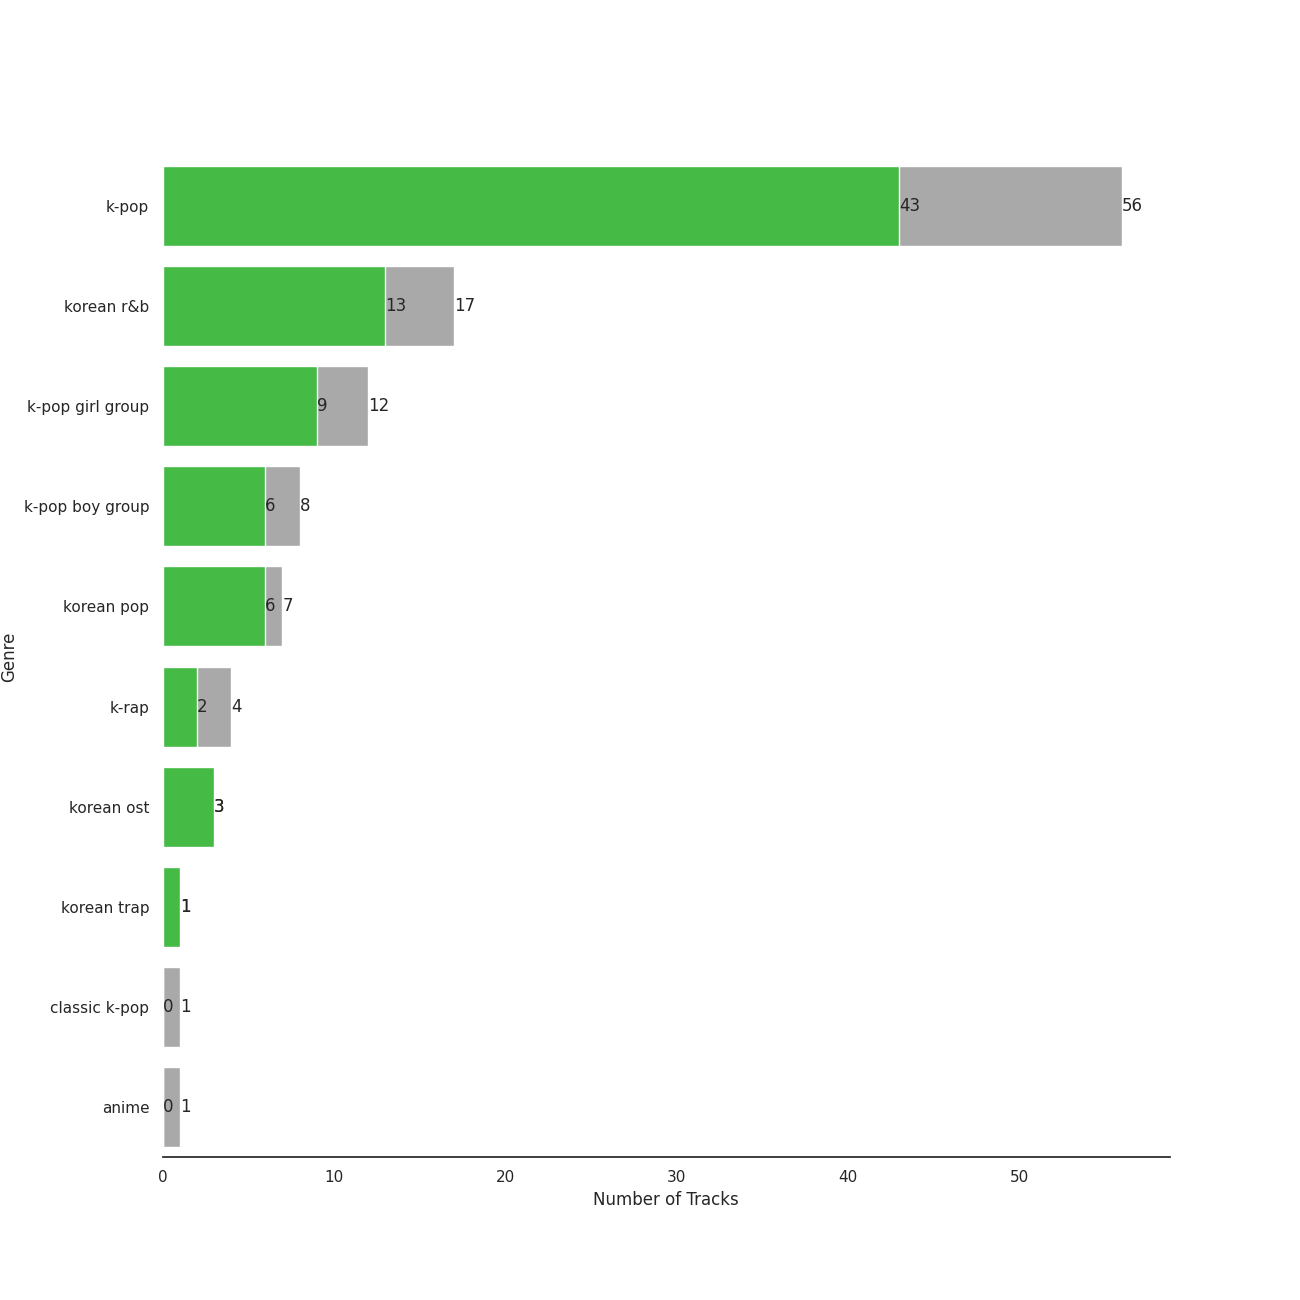 k-pop 43 56
korean r&b 13 17
k-pop girl group 9 12
k-pop boy group 6 8
korean pop 6 7
k-rap 2 4
korean ost 3
korean trap 1
classic k-pop 0 1
anime 0 1
Genre
0 10 20 30 40 50
Number of Tracks